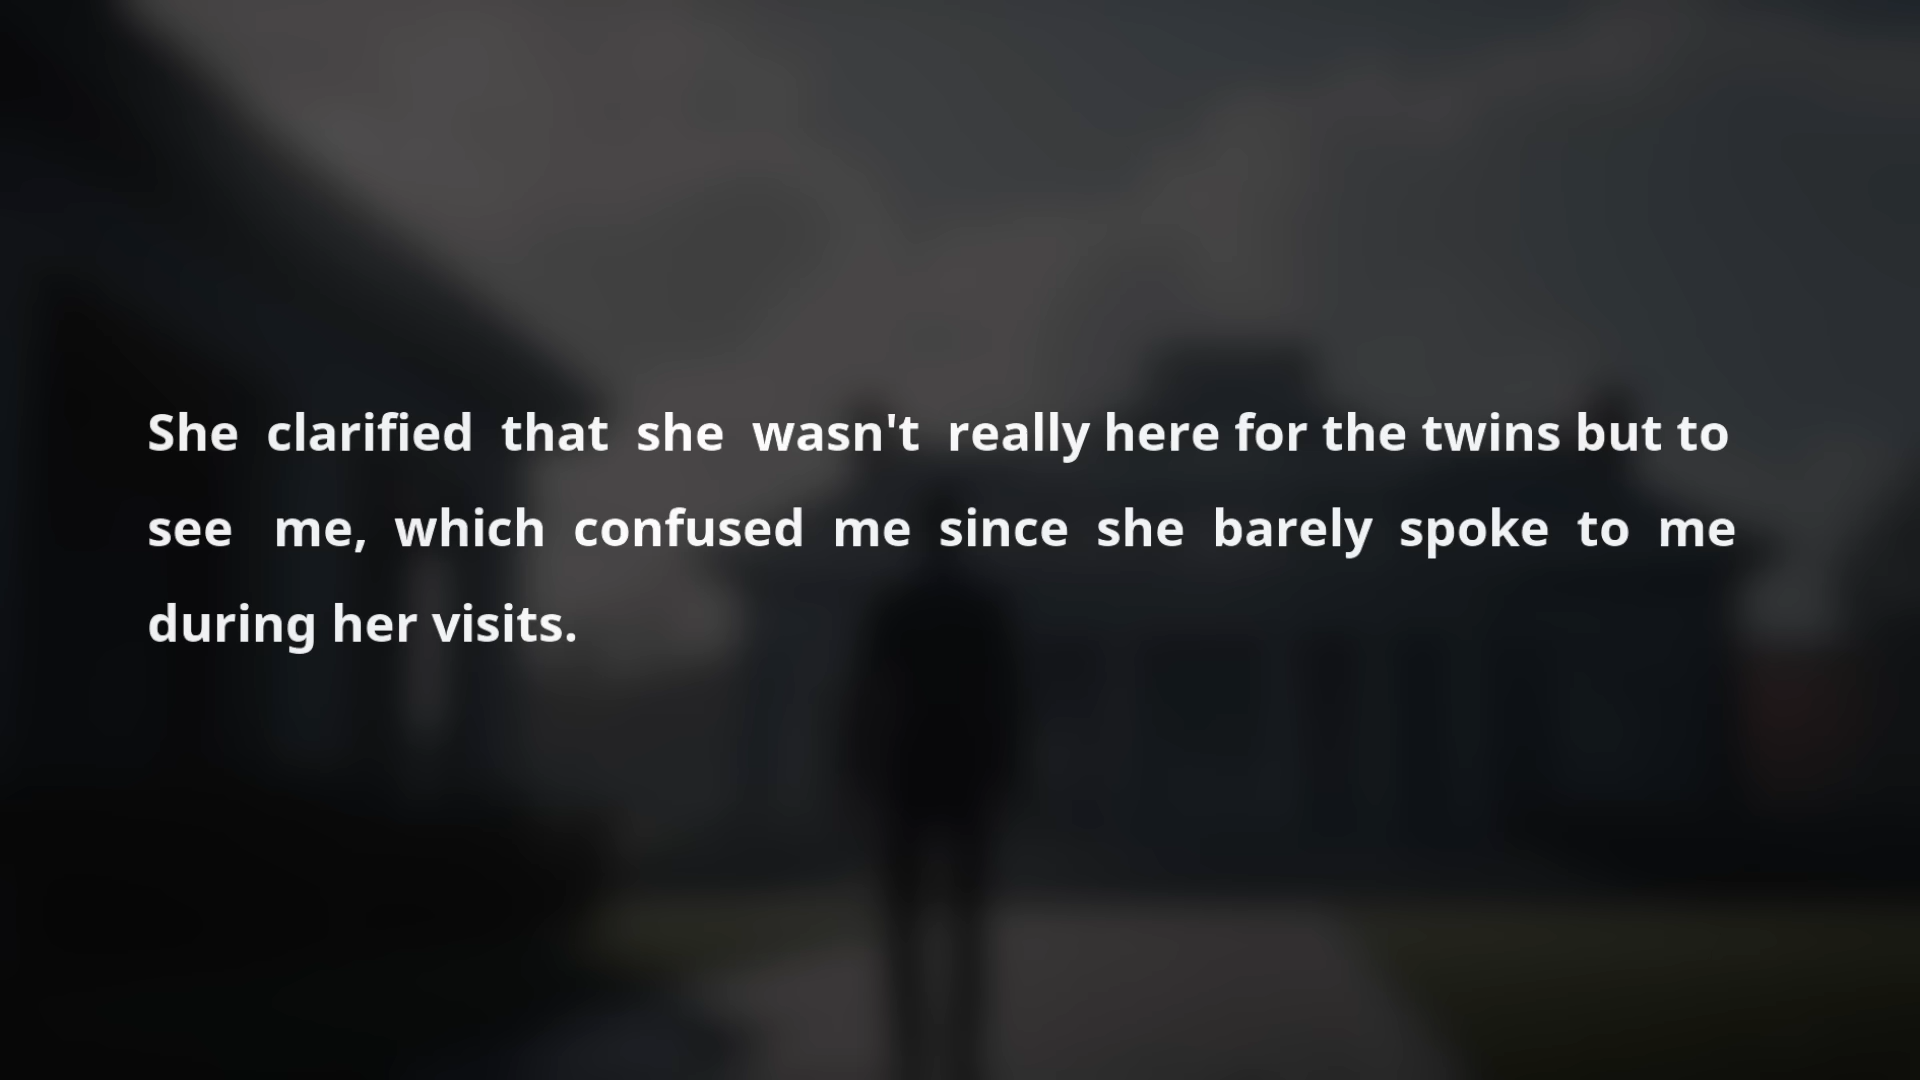 She clarified that she wasn't really here for the twins but to
see me, which confused me since she barely spoke to me
during her visits.